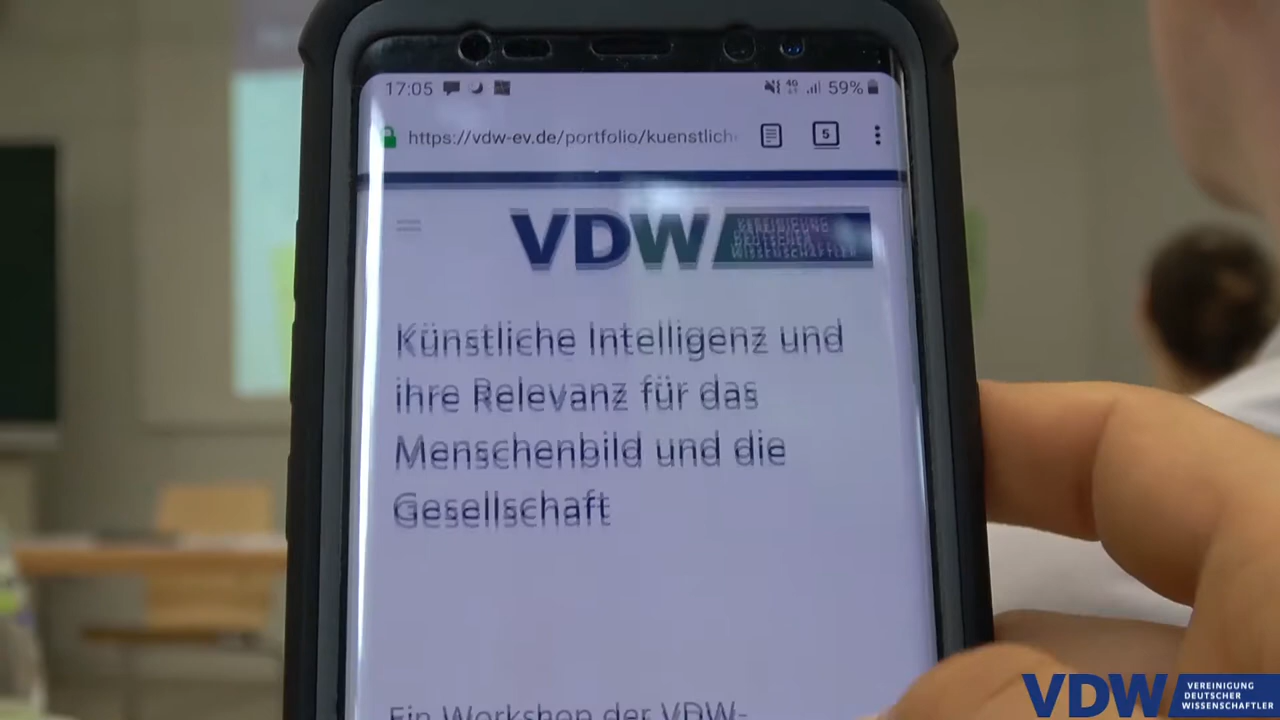 17:05
4G
59%
https://vdw-ev.de/portfolio/kuenstlich
5
VDW
VEREINIGUNG
DEUTSCHER
WISSENSCHAFTLER
Künstliche Intelligenz und
ihre Relevanz für das
Menschenbild und die
Gesellschaft
Ein Workshop der VDW-
VDW
VEREINIGUNG
DEUTSCHER
WISSENSCHAFTLER